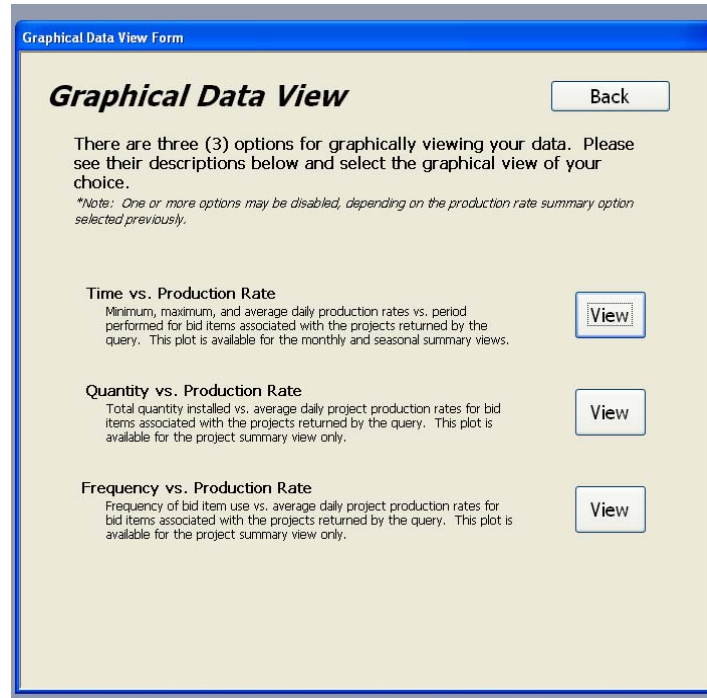 Graphical Data View Form
Graphical Data View
Back
There are three (3) options for graphically viewing your data. Please
see their descriptions below and select the graphical view of your
choice.
*Note: One or more options may be disabled, depending on the production rate summary option
selected previously.
Time vs. Production Rate
Minimum, maximum, and average daily production rates vs. period
performed for bid items associated with the projects returned by the
query. This plot is available for the monthly and seasonal summary views.
View
Quantity vs. Production Rate
Total quantity installed vs. average daily project production rates for bid
items associated with the projects returned by the query. This plot is
available for the project summary view only.
View
Frequency vs. Production Rate
Frequency of bid item use vs. average daily project production rates for
bid items associated with the projects returned by the query. This plot is
available for the project summary view only.
View